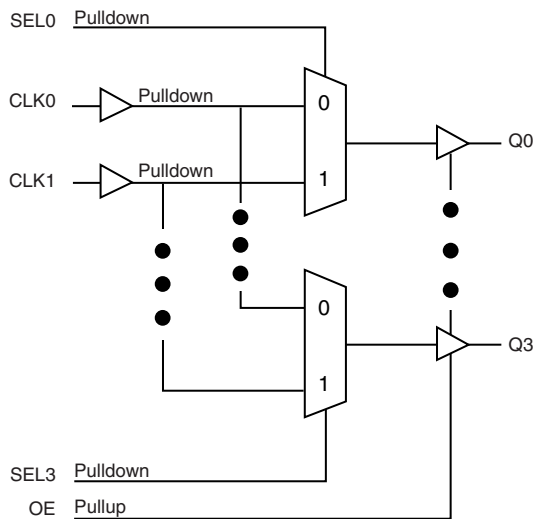 SEL0 Pulldown
CLK0 Pulldown 0
Q0
CLK1 Pulldown 1
0
Q3
1
SEL3 Pulldown
OE Pullup